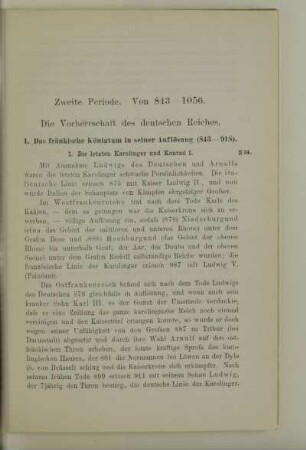 Zweite Periode. Von 843—1056.
Die Vorherrschaft des deutschen Reiches.
I. Das fränkische Königtum in seiner Auflösung (843—918).
1. Die letzten Karolinger und Konrad I. § 84.
Mit Ausnahme Ludwigs des Deutschen und Arnulfs
waren die letzten Karolinger schwache Persönlichkeiten. Die ita-
lienische Linie erlosch 875 mit Kaiser Ludwig II., und nun
wurde Italien der Schauplatz von Kämpfen ehrgeiziger Großer.
Im Westfrankenreiche trat nach dem Tode Karls des
Kahlen, — dem es gelungen war die Kaiserkrone sich zu er-
werben, — völlige Auflösung ein, sodaß (879) Niederburgund
(etwa das Gebiet der mittleren und unteren Rhone) unter dem
Grafen Boso und (888) Hochburgund (das Gebiet der oberen
Rhone bis unterhalb Genf, der Aar, des Doubs und der oberen
Saone) unter dem Grafen Rudolf selbständige Reiche wurden; die
französische Linie der Karolinger erlosch 987 mit Ludwig V.
(Fainéant).
Das Ostfrankenreich befand sich nach dem Tode Ludwigs
des Deutschen 876 gleichfalls in Auflösung, und wenn auch sein
kranker Sohn Karl III. es der Gunst der Umstände verdankte,
daß er eine Zeitlang das ganze karolingische Reich noch einmal
vereinigen und den Kaisertitel erlangen konnte, so wurde er doch
wegen seiner Unfähigkeit von den Großen 887 zu Tribur (bei
Darmstadt) abgesetzt und durch ihre Wahl Arnulf auf den ost-
fränkischen Thron erhoben, der letzte kräftige Sproß des karo-
lingischen Hauses, der 891 die Normannen bei Löwen an der Dyle
ö. von Brüssel schlug und die Kaiserkrone sich erkämpfte. Nach
seinem frühen Tode 899 erlosch 911 mit seinem Sohne Ludwig,
der 7jährig den Thron bestieg, die deutsche Linie der Karolinger.